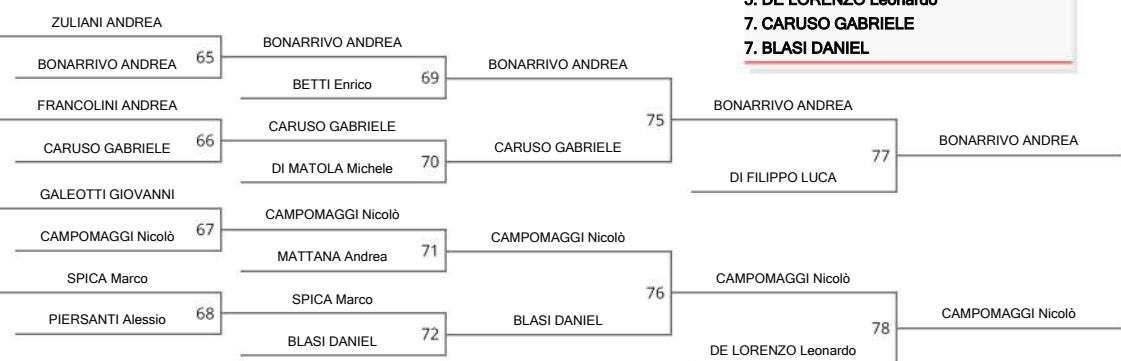 5. DE LORENZO Leonardo
7. CARUSO GABRIELE
7. BLASI DANIEL
ZULIANI ANDREA
BONARRIVO ANDREA
65
BONARRIVO ANDREA
BETTI Enrico
69
BONARRIVO ANDREA
FRANCOLINI ANDREA
CARUSO GABRIELE
66
CARUSO GABRIELE
DI MATOLA Michele
70
CARUSO GABRIELE
75
BONARRIVO ANDREA
DI FILIPPO LUCA
77
BONARRIVO ANDREA
GALEOTTI GIOVANNI
CAMPOMAGGI Nicolò
67
CAMPOMAGGI Nicolò
MATTANA Andrea
71
CAMPOMAGGI Nicolò
SPICA Marco
PIERSANTI Alessio
68
SPICA Marco
BLASI DANIEL
72
BLASI DANIEL
76
CAMPOMAGGI Nicolò
DE LORENZO Leonardo
78
CAMPOMAGGI Nicolò